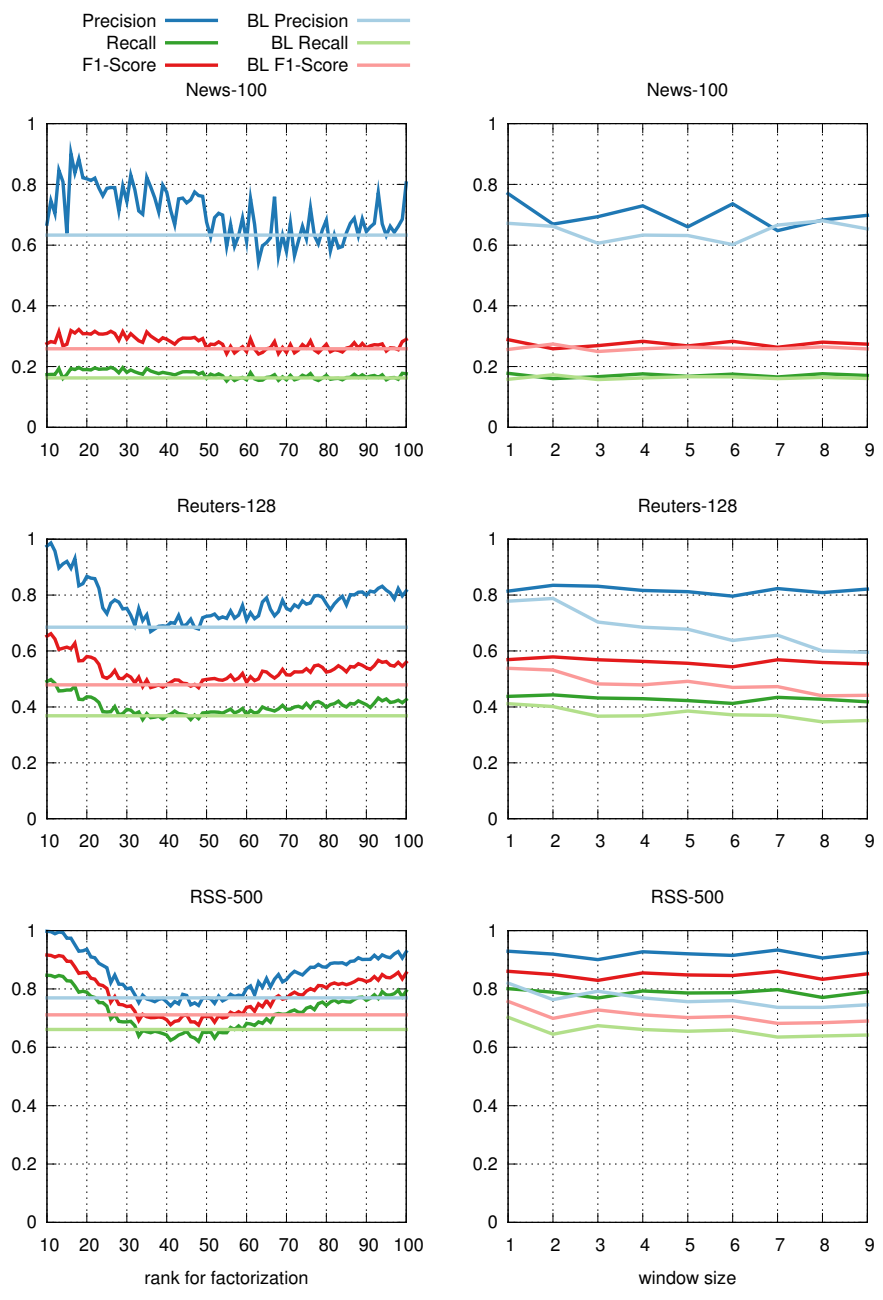 Precision BL Precision
Recall BL Recall
F1-Score BL F1-Score
News-100 News-100
1 1
0.8 0.8
0.6 0.6
0.4 0.4
0.2 0.2
0 0
10 20 30 40 50 60 70 80 90 100 1 2 3 4 5 6 7 8 9
Reuters-128 Reuters-128
1 1
0.8 0.8
0.6 0.6
0.4 0.4
0.2 0.2
0 0
10 20 30 40 50 60 70 80 90 100 1 2 3 4 5 6 7 8 9
RSS-500 RSS-500
1 1
0.8 0.8
0.6 0.6
0.4 0.4
0.2 0.2
0 0
10 20 30 40 50 60 70 80 90 100 1 2 3 4 5 6 7 8 9
rank for factorization window size